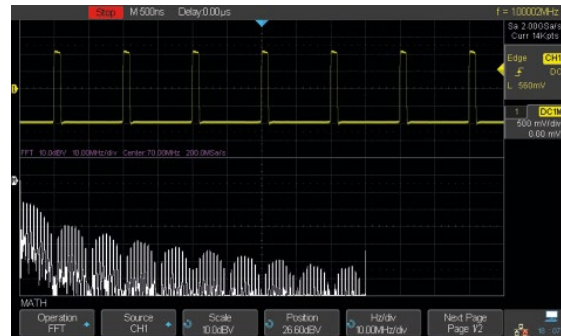 Stop M 500ns Delay:0.00µs f = 1.00002MHz
Sa 2.00GSa/s
Curr 14Kpts
Edge CH1
DC
L 560mV
1 DC1M
500 mV/div
0.00 mV
FFT 10.0dBV 10.00MHz/div Center:70.00MHz 200.0MSa/s
MATH
Operation Source Scale Position Hz/div Next Page
FFT CH1 10.0dBV 26.60dBV 10.00MHz/div Page 1/2